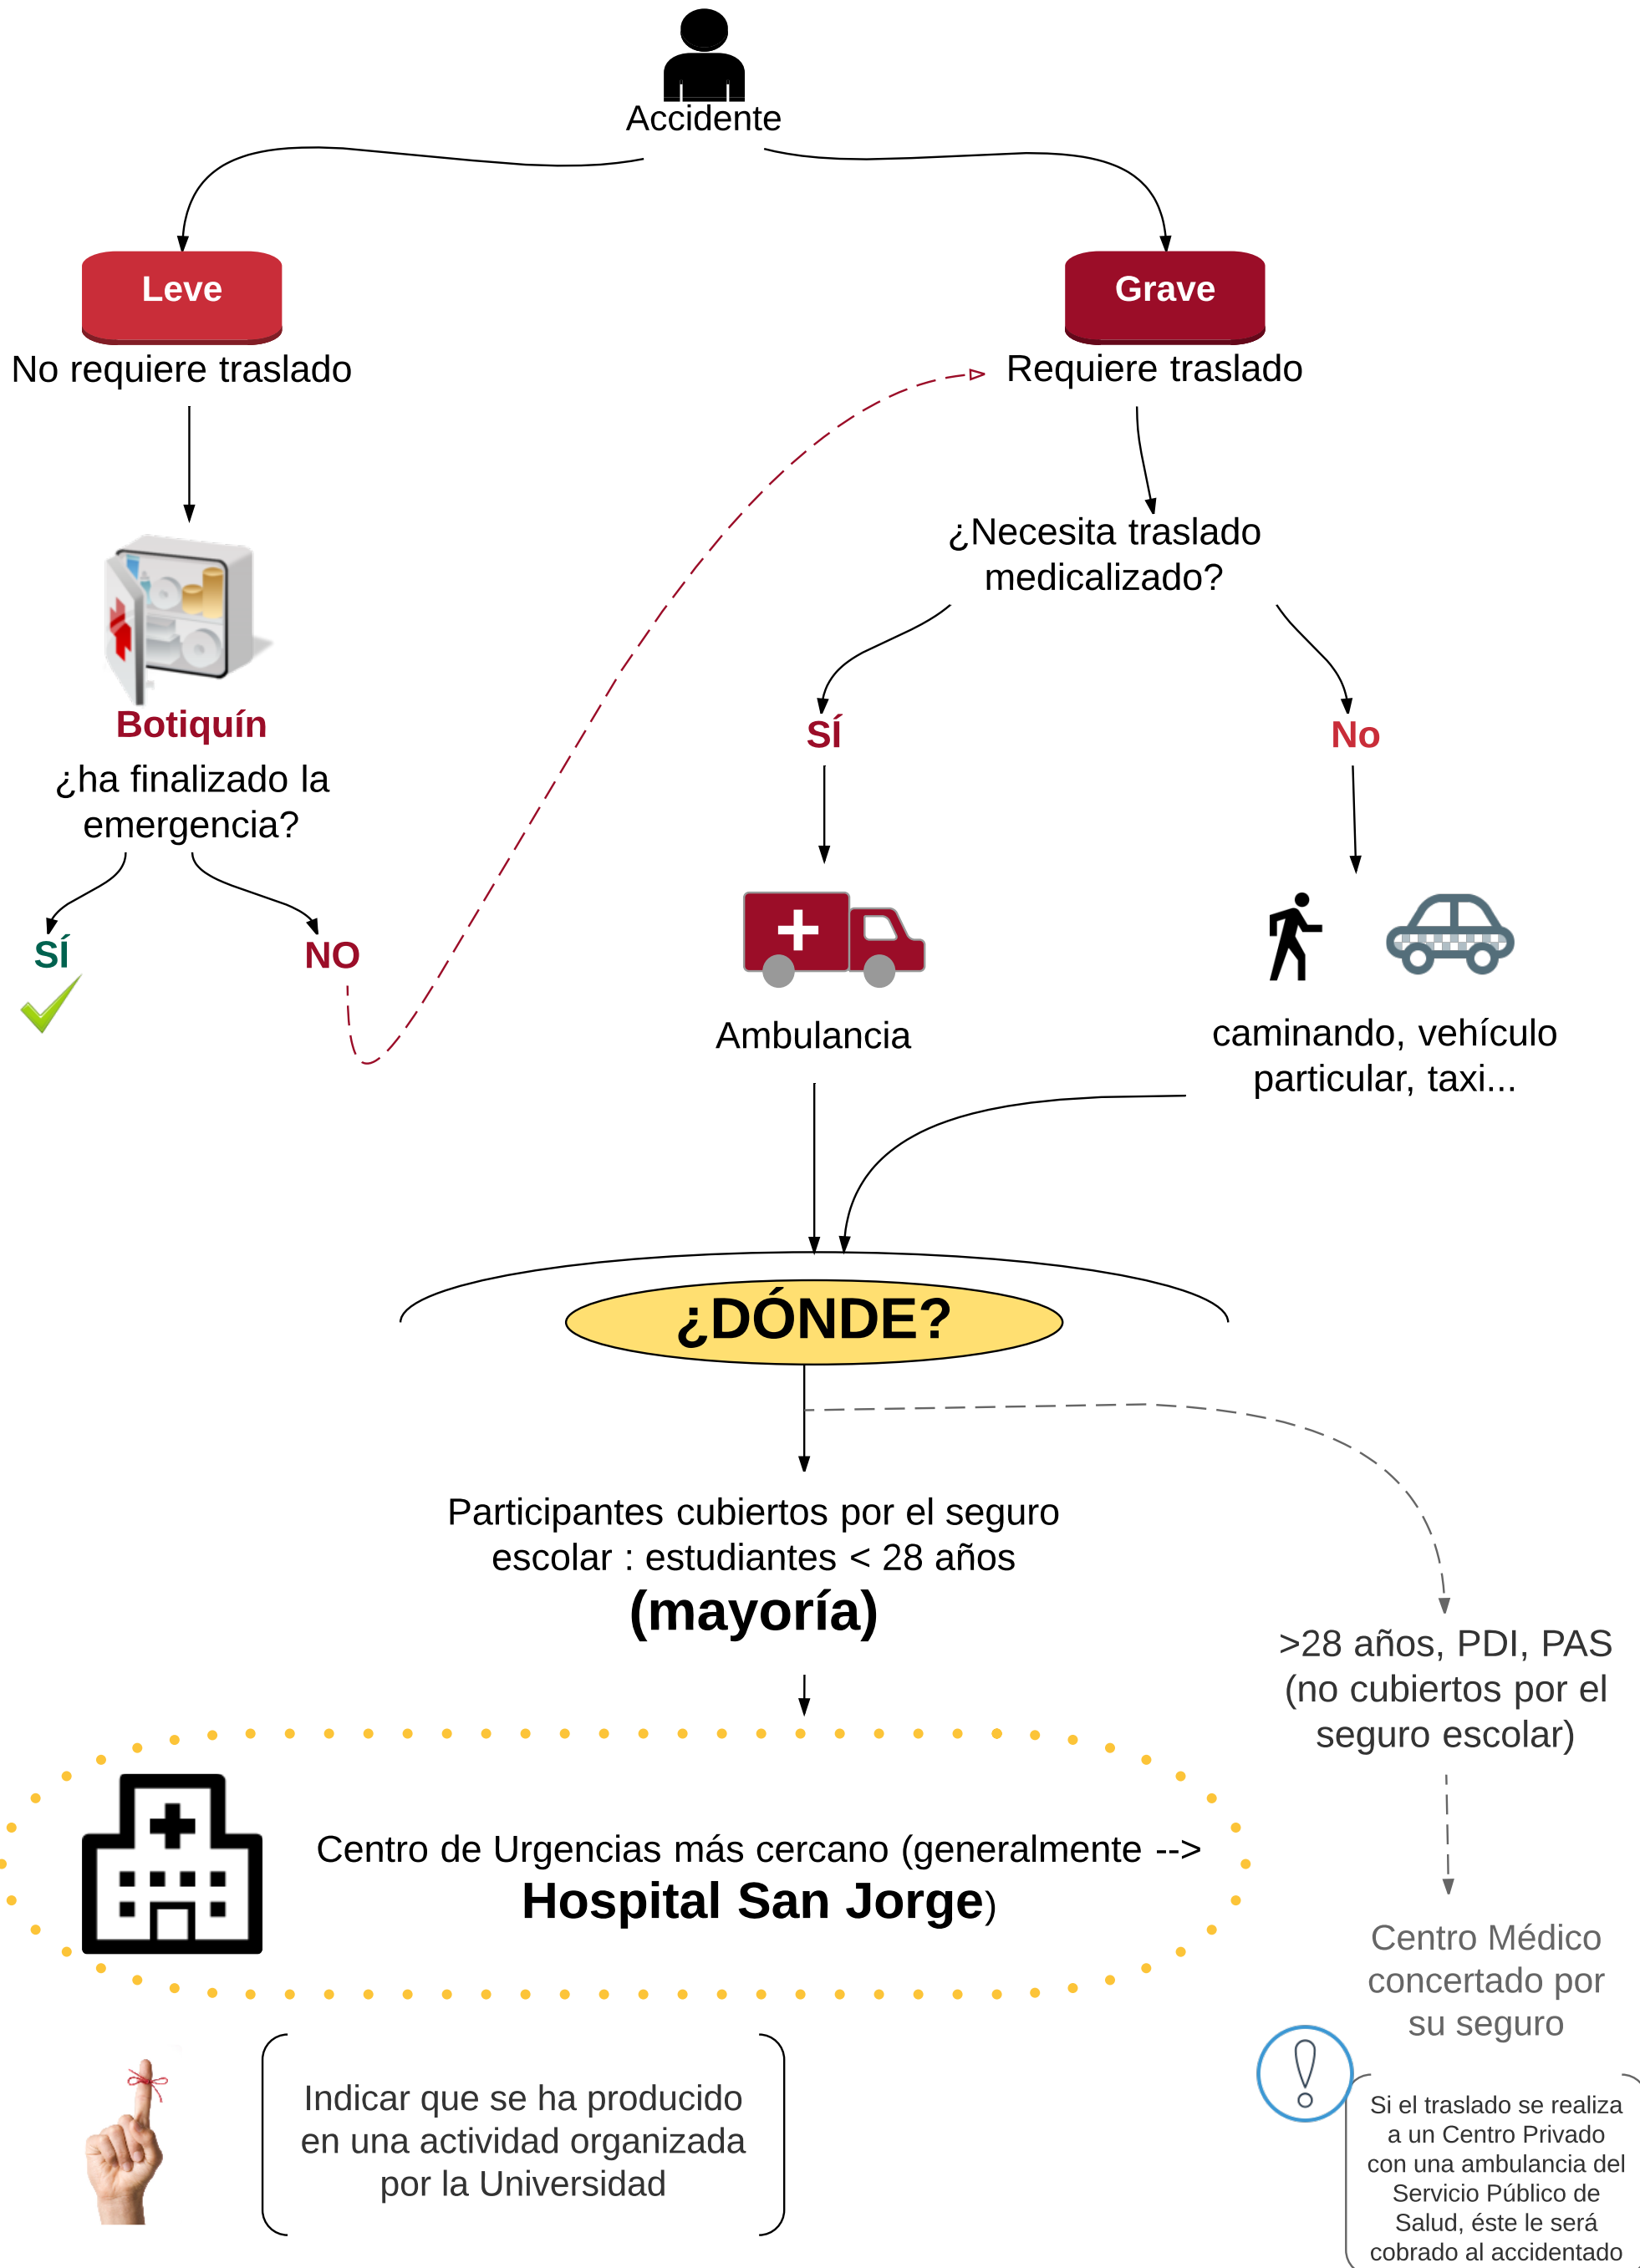 Accidente
Leve
No requiere traslado
Grave
Requiere traslado
¿Necesita traslado
medicalizado?
Botiquín
¿ha finalizado la
emergencia?
SÍ
NO
SÍ
No
Ambulancia
caminando, vehículo
particular, taxi...
¿DÓNDE?
Participantes cubiertos por el seguro
escolar : estudiantes < 28 años
(mayoría)
>28 años, PDI, PAS
(no cubiertos por el
seguro escolar)
Centro de Urgencias más cercano (generalmente -->
Hospital San Jorge)
Centro Médico
concertado por
su seguro
Indicar que se ha producido
en una actividad organizada
por la Universidad
Si el traslado se realiza
a un Centro Privado
con una ambulancia del
Servicio Público de
Salud, éste le será
cobrado al accidentado